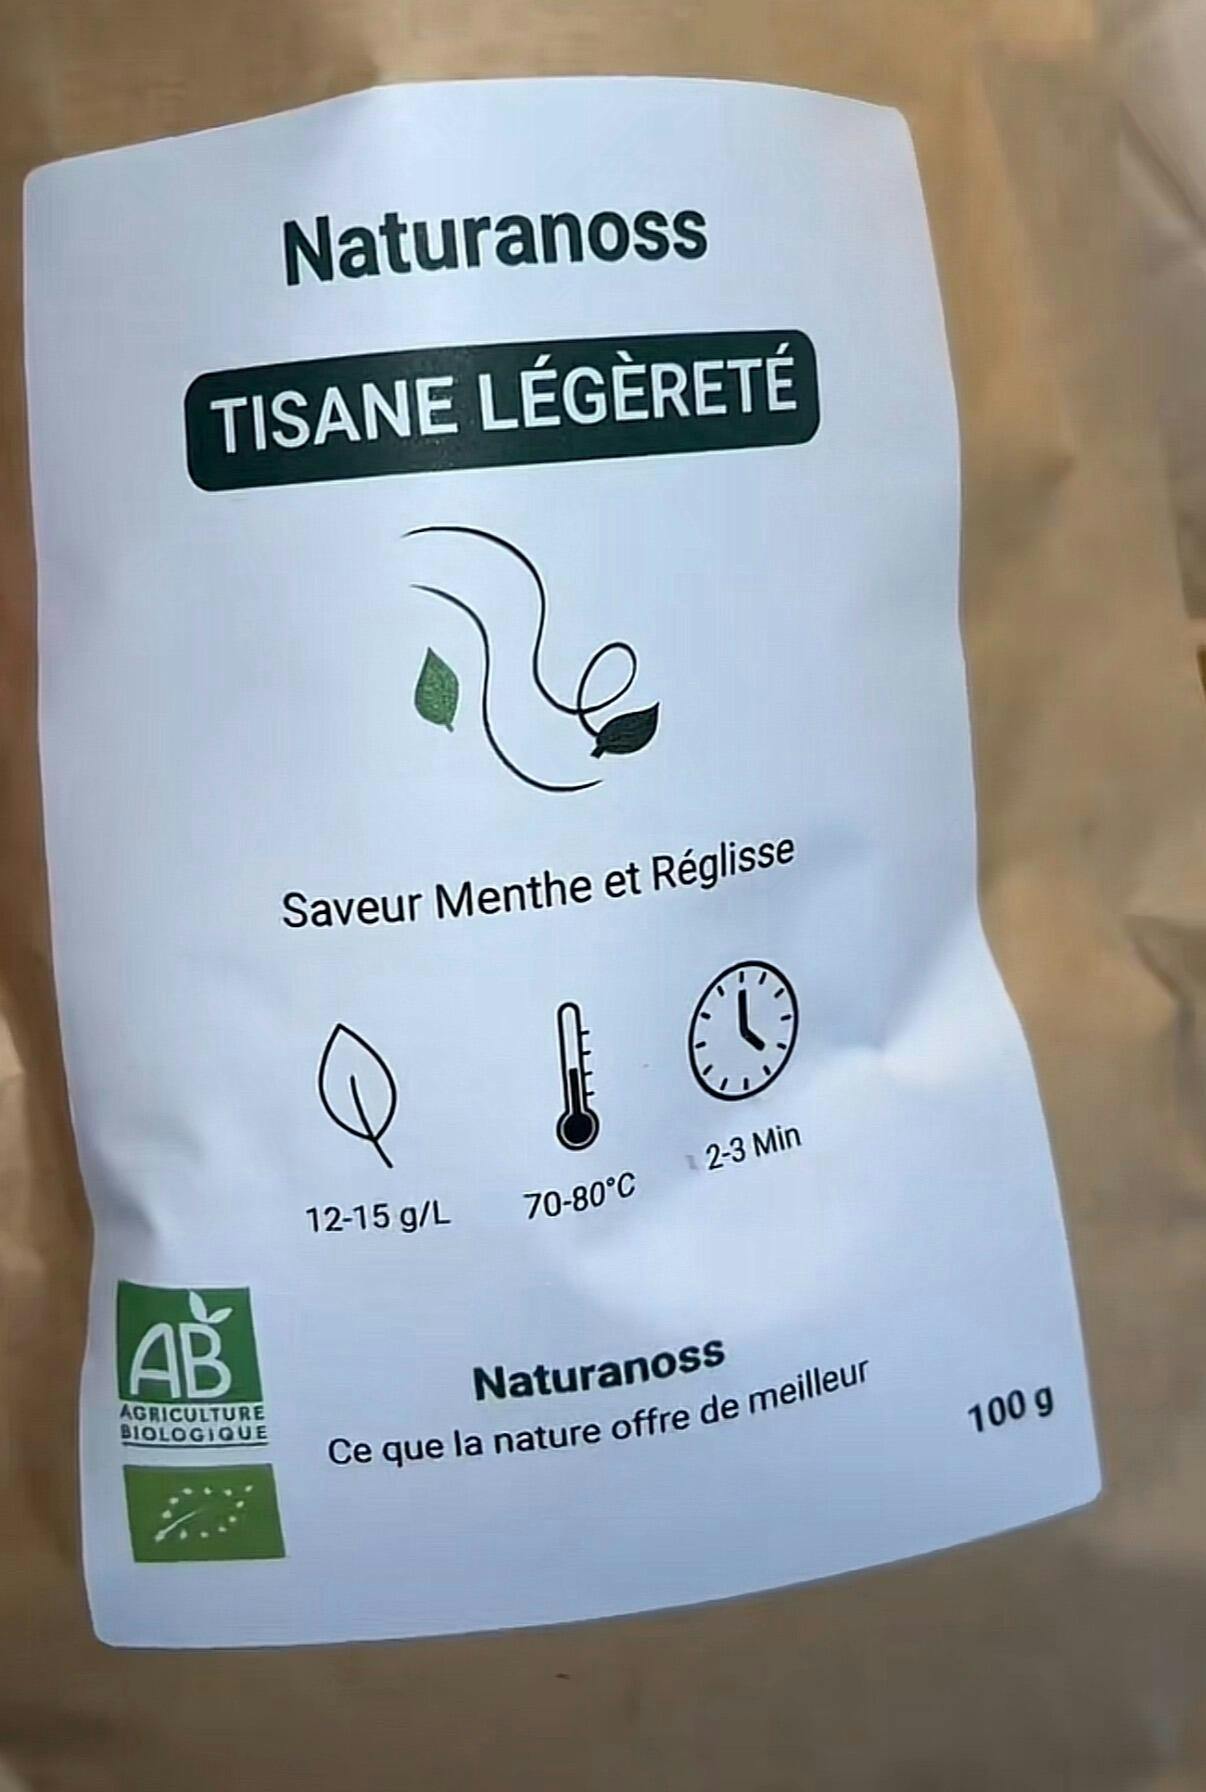 Naturanoss
TISANE LÉGÈRETÉ
Saveur Menthe et Réglisse
12-15 g/L
70-80°C
2-3 Min
AB
AGRICULTURE
BIOLOGIQUE
Naturanoss
Ce que la nature offre de meilleur
100 g